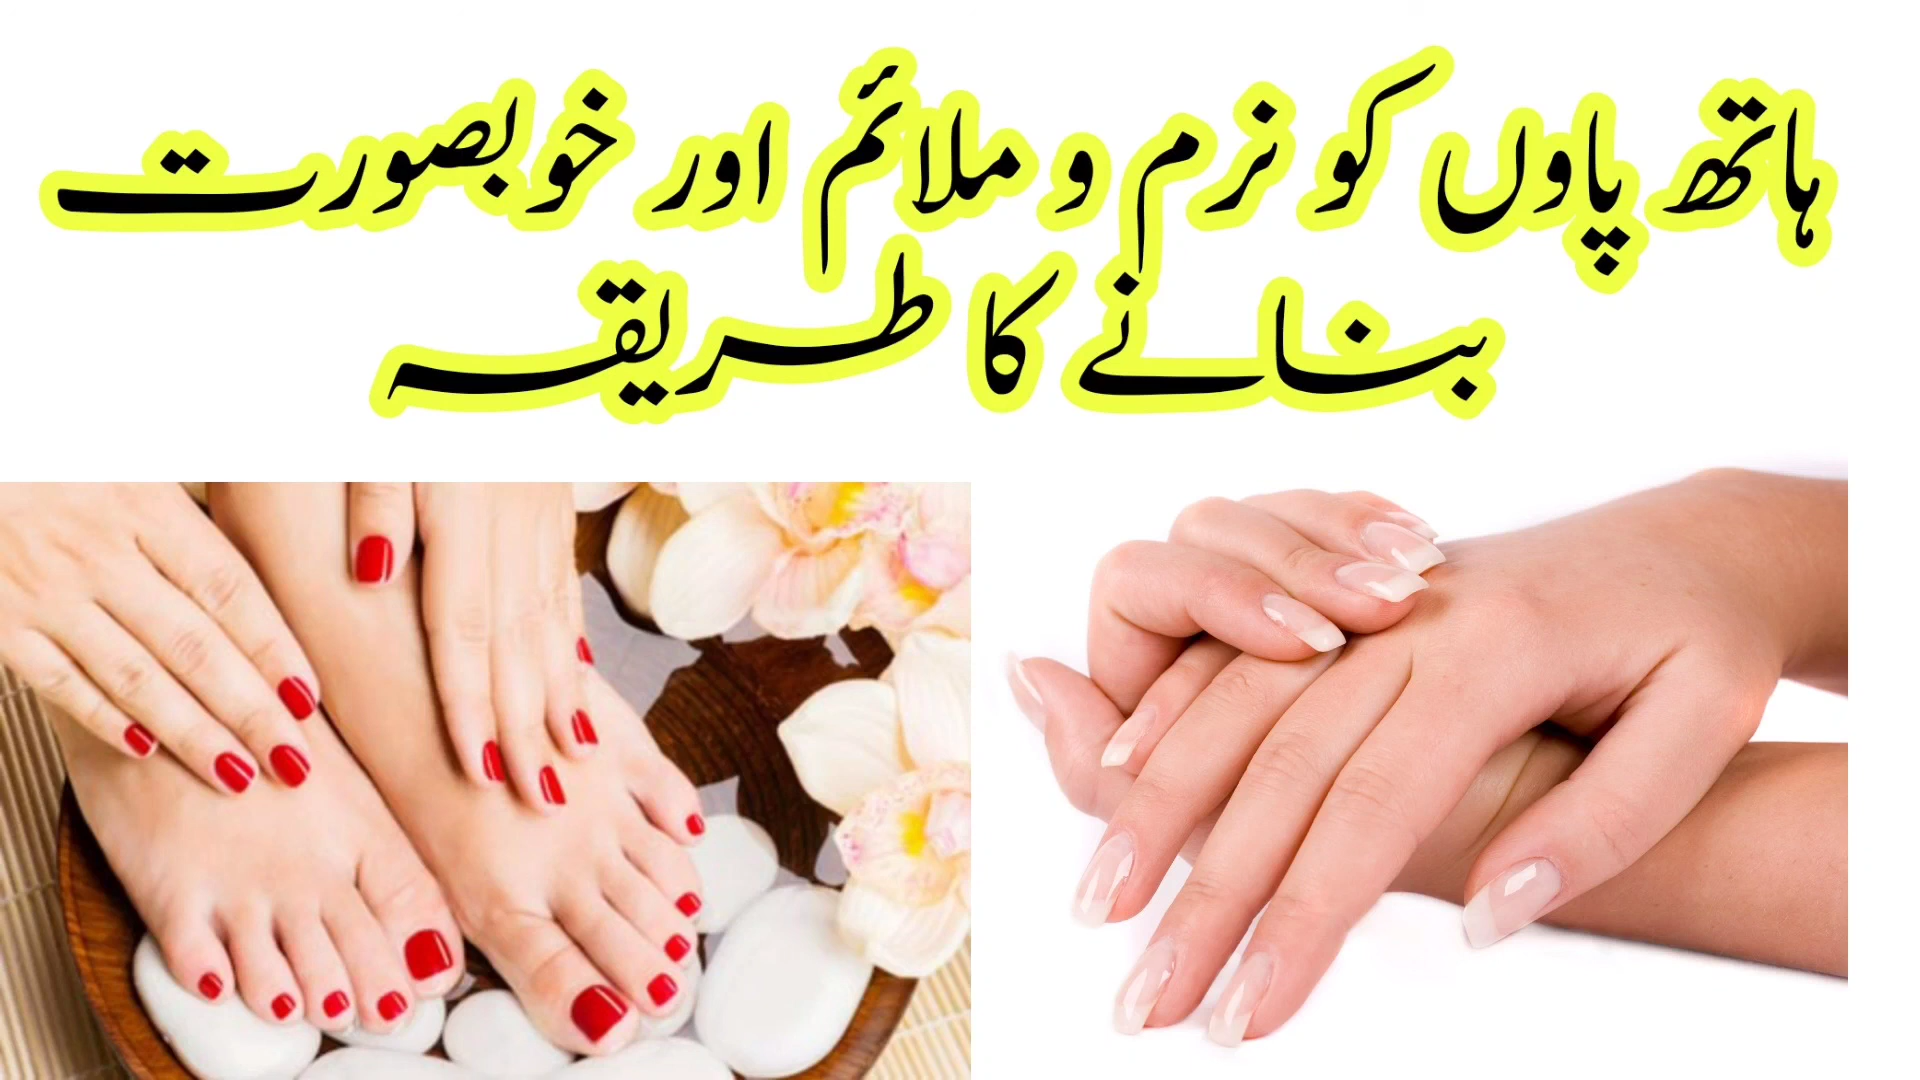 ہاتھ پاوں کو نرم و ملائم اور خوبصورت
بنانے کا طریقہ